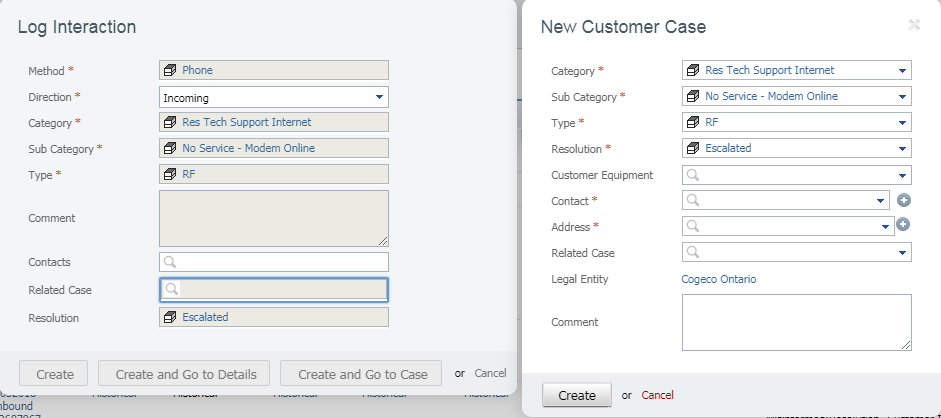 Log Interaction
Method * Phone
Direction * Incoming
Category * Res Tech Support Internet
Sub Category * No Service - Modem Online
Type * RF
Comment
Contacts
Related Case
Resolution Escalated
Create Create and Go to Details Create and Go to Case or Cancel
New Customer Case
Category * Res Tech Support Internet
Sub Category * No Service - Modem Online
Type * RF
Resolution * Escalated
Customer Equipment
Contact *
Address *
Related Case
Legal Entity Cogeco Ontario
Comment
Create or Cancel